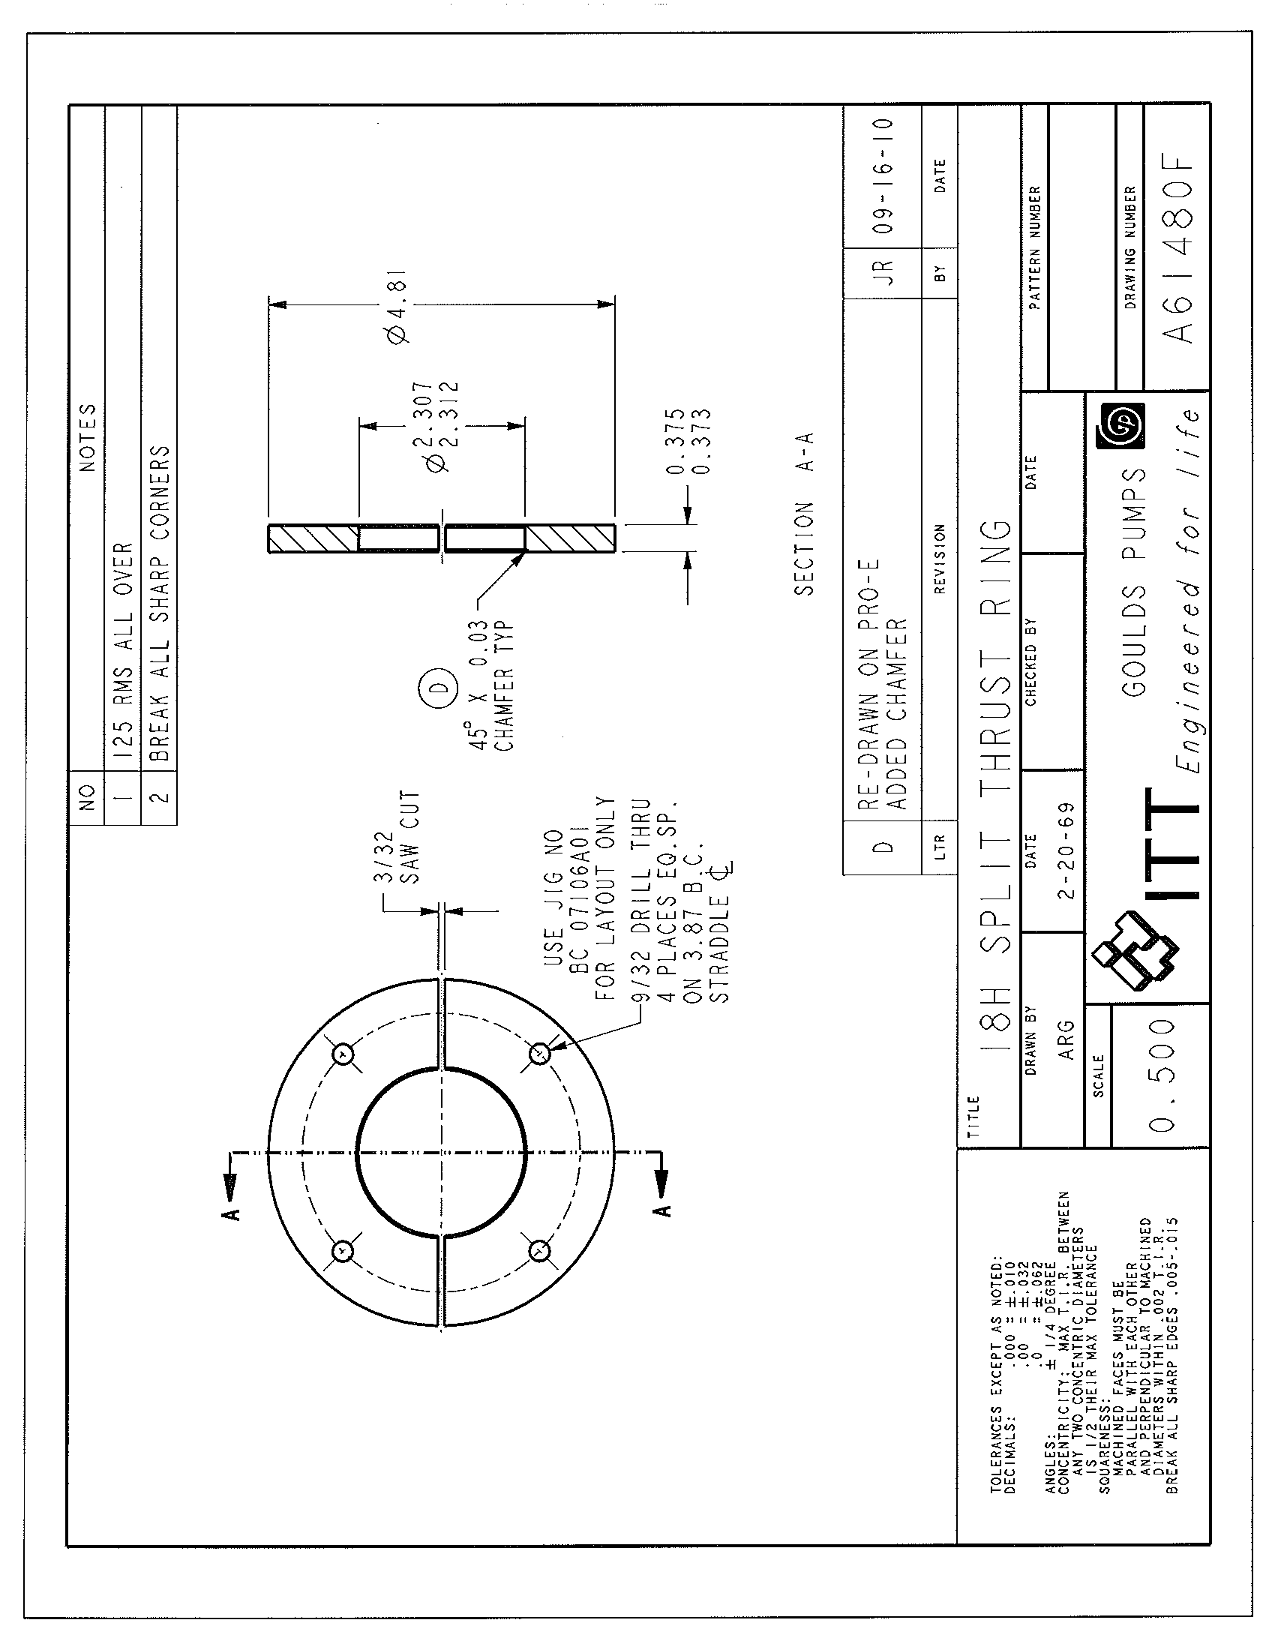 NO NOTES
1 125 RMS ALL OVER
2 BREAK ALL SHARP CORNERS
3/32
SAW CUT
USE JIG NO
BC 07106A01
FOR LAYOUT ONLY
9/32 DRILL THRU
4 PLACES EQ.SP.
ON 3.87 B.C.
STRADDLE ℄
A
A
D
45° X 0.03
CHAMFER TYP
Ø4.81
Ø2.307
2.312
0.375
0.373
SECTION A-A
D RE-DRAWN ON PRO-E JR 09-16-10
ADDED CHAMFER
LTR REVISION BY DATE
TOLERANCES EXCEPT AS NOTED:
DECIMALS: .000 = ±.010
.00 = ±.032
.0 = ±.062
ANGLES: ± 1/4 DEGREE
CONCENTRICITY: MAX T.I.R. BETWEEN
ANY TWO CONCENTRIC DIAMETERS
IS 1/2 THEIR MAX TOLERANCE
SQUARENESS:
MACHINED FACES MUST BE
PARALLEL WITH EACH OTHER
AND PERPENDICULAR TO MACHINED
DIAMETERS WITHIN .002 T.I.R.
BREAK ALL SHARP EDGES .005-.015
TITLE
18H SPLIT THRUST RING
DRAWN BY DATE CHECKED BY DATE PATTERN NUMBER
ARG 2-20-69
SCALE
0.500
ITT
GOULDS PUMPS
gp
Engineered for life
DRAWING NUMBER
A61480F